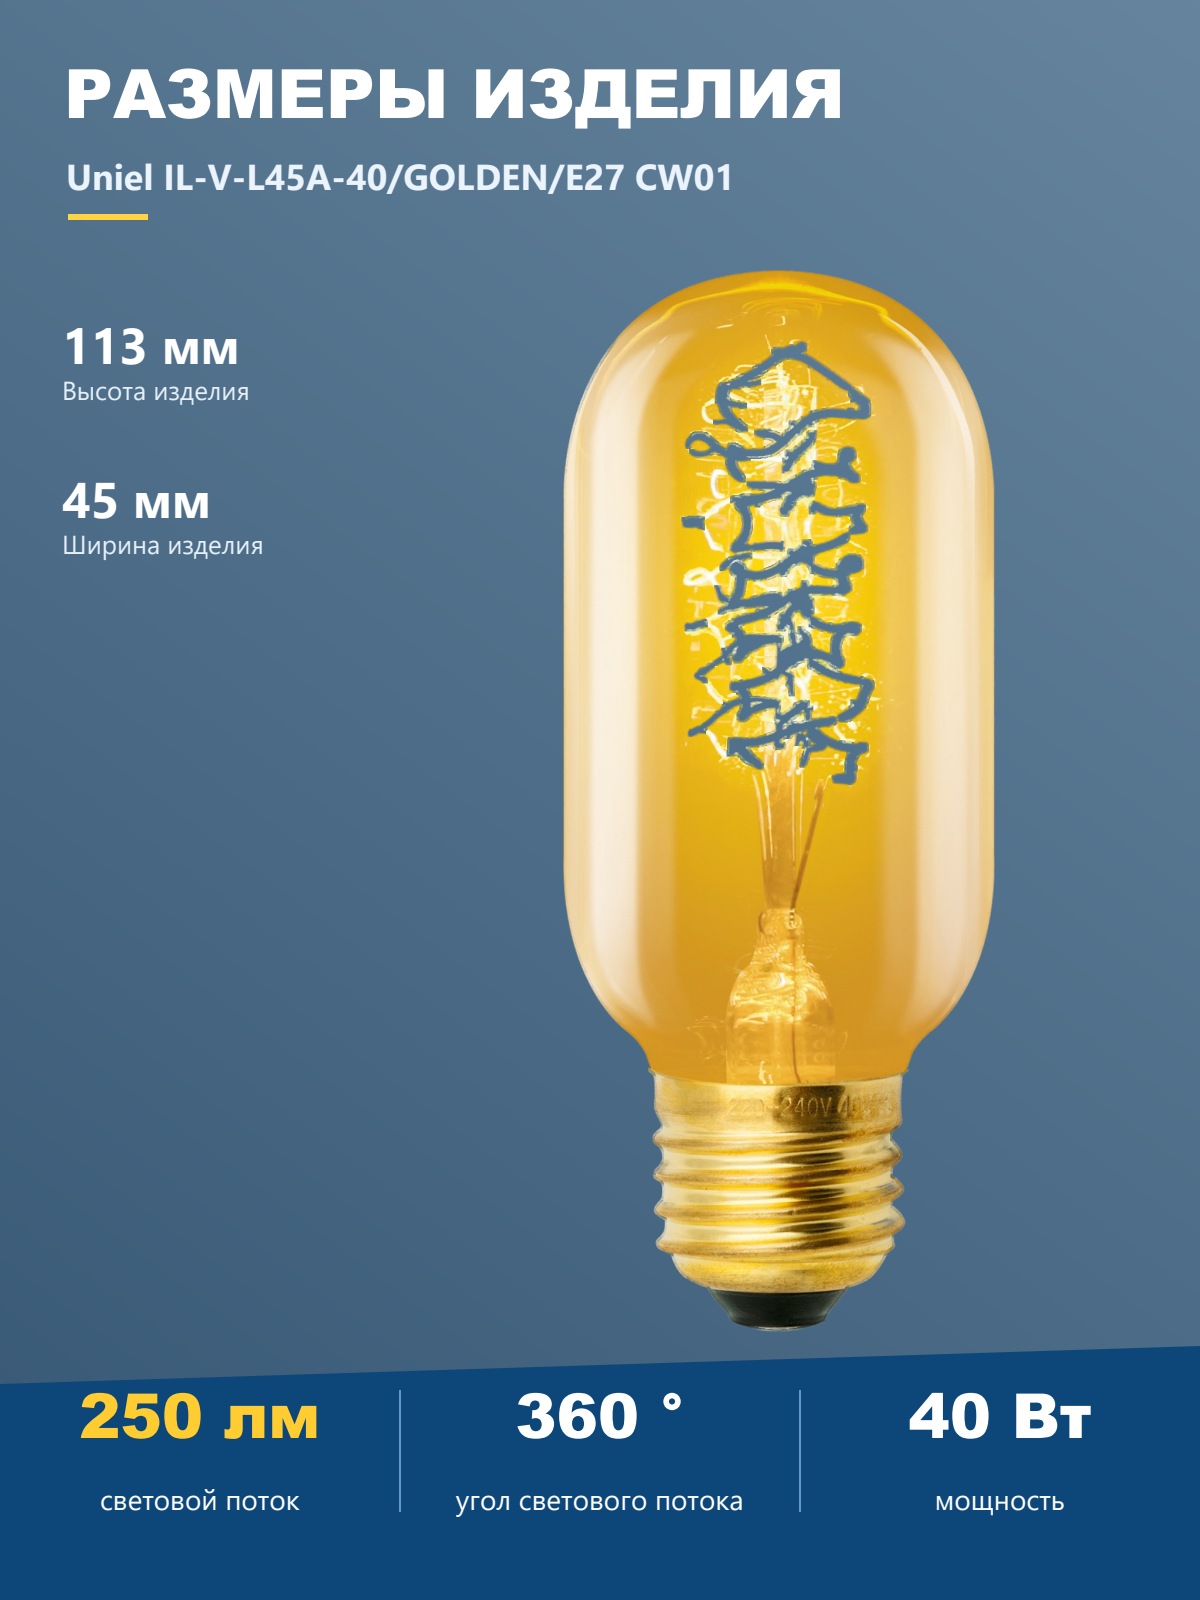 РАЗМЕРЫ ИЗДЕЛИЯ
Uniel IL-V-L45A-40/GOLDEN/E27 CW01
113 мм
Высота изделия
45 мм
Ширина изделия
240V
250 лм
360 °
40 Вт
световой поток
угол светового потока
мощность